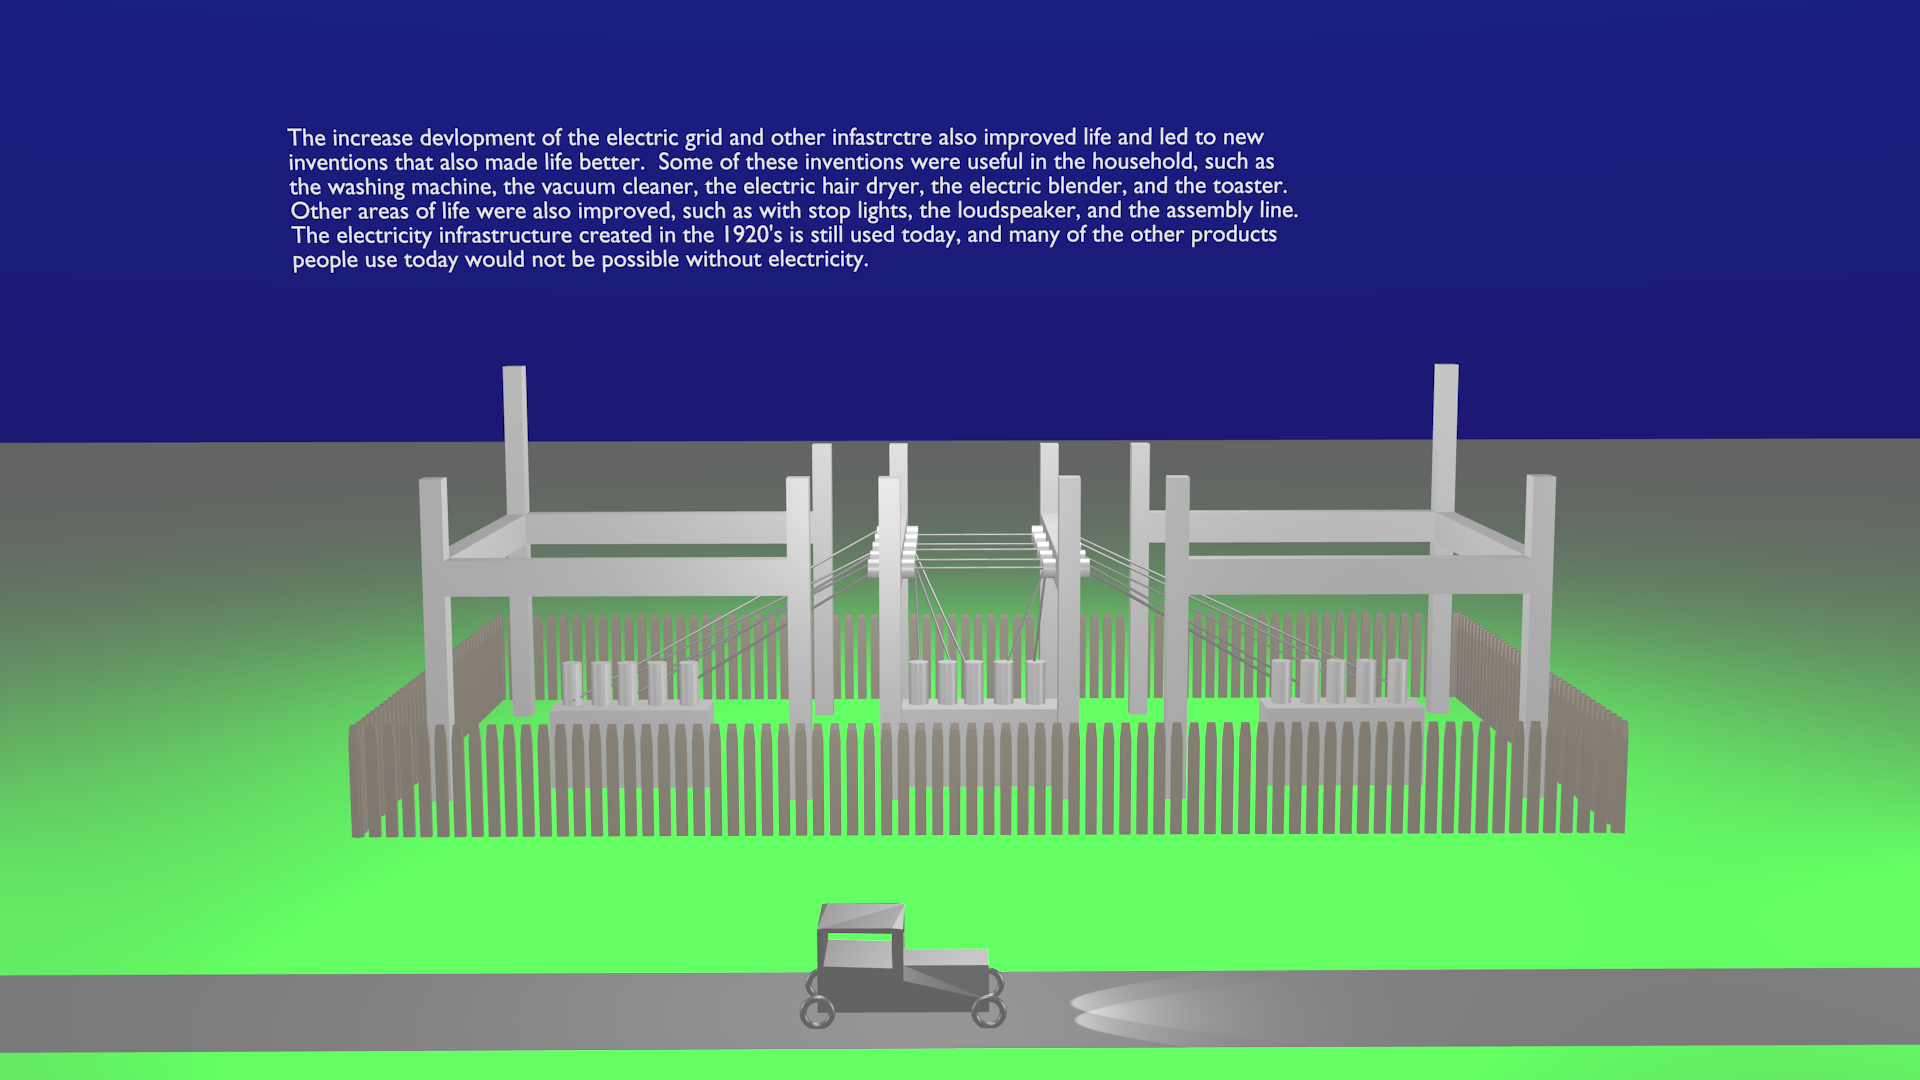 The increase devlopment of the electric grid and other infastrctre also improved life and led to new
inventions that also made life better.  Some of these inventions were useful in the household, such as
the washing machine, the vacuum cleaner, the electric hair dryer, the electric blender, and the toaster.
Other areas of life were also improved, such as with stop lights, the loudspeaker, and the assembly line.
The electricity infrastructure created in the 1920's is still used today, and many of the other products
people use today would not be possible without electricity.